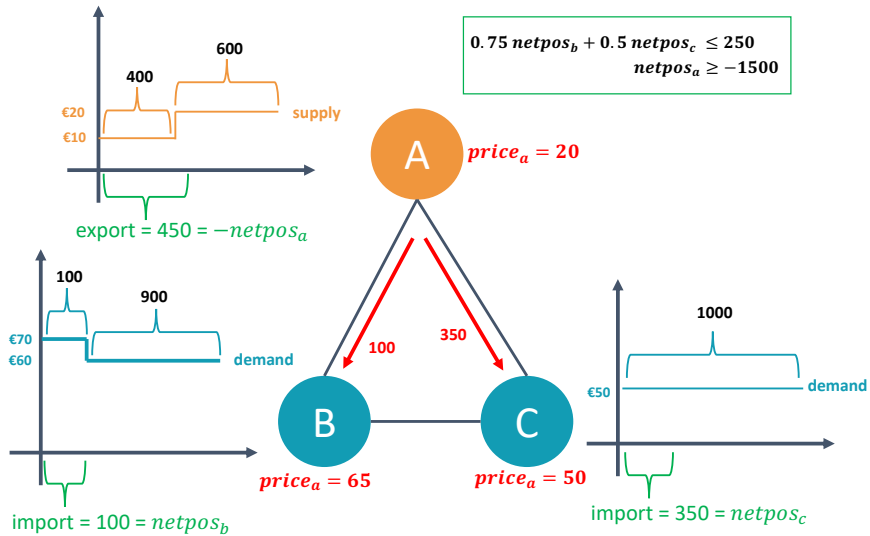 0.75 netpos_b + 0.5 netpos_c ≤ 250
netpos_a ≥ −1500
600
400
€20
€10
supply
export = 450 = −netpos_a
A
price_a = 20
100
900
€70
€60
demand
import = 100 = netpos_b
100
350
B
C
price_a = 65
price_a = 50
1000
€50
demand
import = 350 = netpos_c